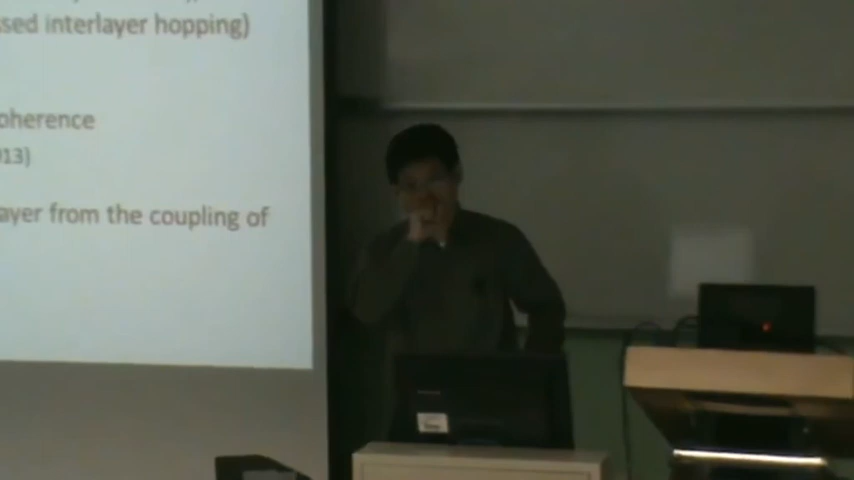 ssed interlayer hopping)
oherence
013)
ayer from the coupling of